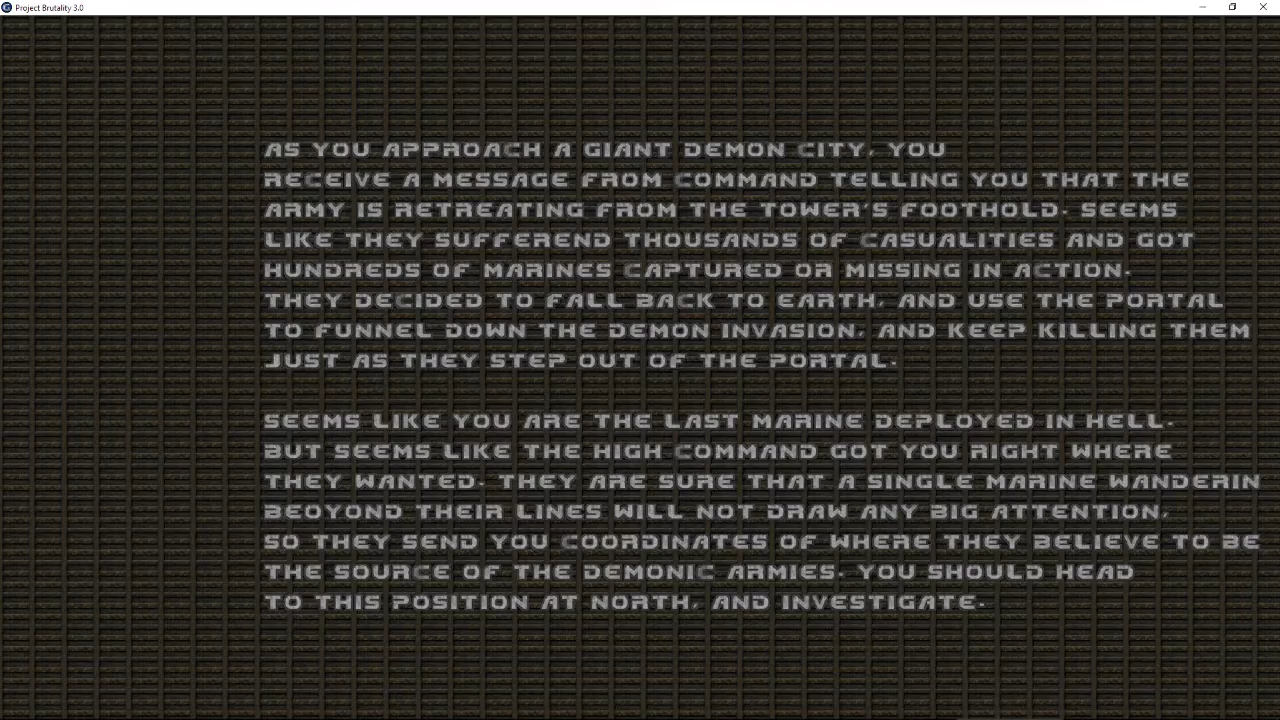 Project Brutality 3.0
AS YOU APPROACH A GIANT DEMON CITY, YOU
RECEIVE A MESSAGE FROM COMMAND TELLING YOU THAT THE
ARMY IS RETREATING FROM THE TOWER'S FOOTHOLD. SEEMS
LIKE THEY SUFFEREND THOUSANDS OF CASUALITIES AND GOT
HUNDREDS OF MARINES CAPTURED OR MISSING IN ACTION.
THEY DECIDED TO FALL BACK TO EARTH, AND USE THE PORTAL
TO FUNNEL DOWN THE DEMON INVASION, AND KEEP KILLING THEM
JUST AS THEY STEP OUT OF THE PORTAL.
SEEMS LIKE YOU ARE THE LAST MARINE DEPLOYED IN HELL.
BUT SEEMS LIKE THE HIGH COMMAND GOT YOU RIGHT WHERE
THEY WANTED. THEY ARE SURE THAT A SINGLE MARINE WANDERIN
BEOYOND THEIR LINES WILL NOT DRAW ANY BIG ATTENTION,
SO THEY SEND YOU COORDINATES OF WHERE THEY BELIEVE TO BE
THE SOURCE OF THE DEMONIC ARMIES. YOU SHOULD HEAD
TO THIS POSITION AT NORTH, AND INVESTIGATE.